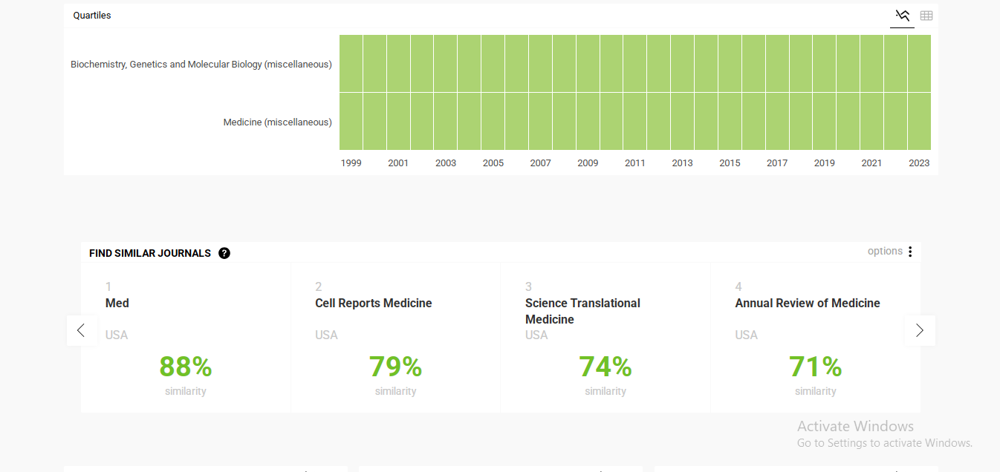 Quartiles
Biochemistry, Genetics and Molecular Biology (miscellaneous)
Medicine (miscellaneous)
1999 2001 2003 2005 2007 2009 2011 2013 2015 2017 2019 2021 2023
FIND SIMILAR JOURNALS ?
options
1
Med
USA
88%
similarity
2
Cell Reports Medicine
USA
79%
similarity
3
Science Translational
Medicine
USA
74%
similarity
4
Annual Review of Medicine
USA
71%
similarity
Activate Windows
Go to Settings to activate Windows.